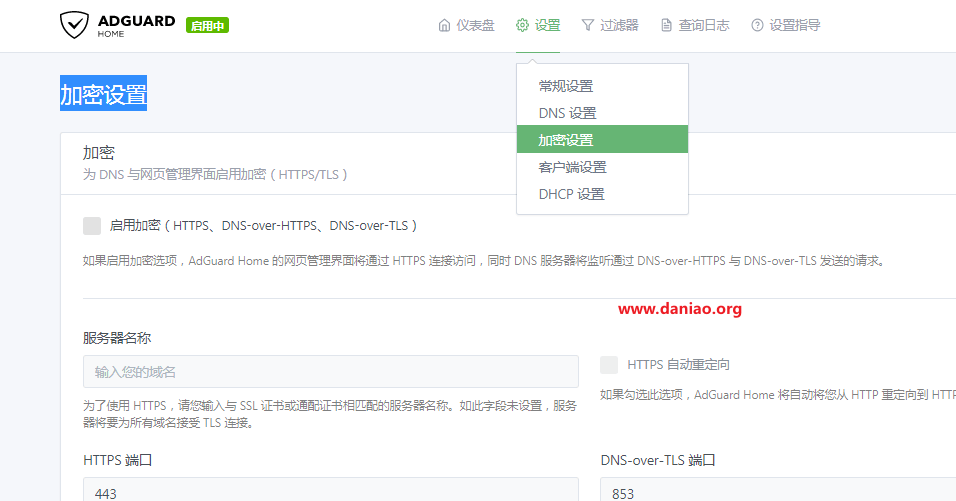 ADGUARD
HOME
启用中
仪表盘
设置
过滤器
查询日志
设置指导
常规设置
DNS 设置
加密设置
客户端设置
DHCP 设置
加密设置
加密
为 DNS 与网页管理界面启用加密（HTTPS/TLS）
启用加密（HTTPS、DNS-over-HTTPS、DNS-over-TLS）
如果启用加密选项，AdGuard Home 的网页管理界面将通过 HTTPS 连接访问，同时 DNS 服务器将监听通过 DNS-over-HTTPS 与 DNS-over-TLS 发送的请求。
www.daniao.org
服务器名称
输入您的域名
为了使用 HTTPS，请您输入与 SSL 证书或通配证书相匹配的服务器名称。如此字段未设置，服务
器将要为所有域名接受 TLS 连接。
HTTPS 自动重定向
如果勾选此选项，AdGuard Home 将自动将您从 HTTP 重定向到 HTTP
HTTPS 端口
443
DNS-over-TLS 端口
853